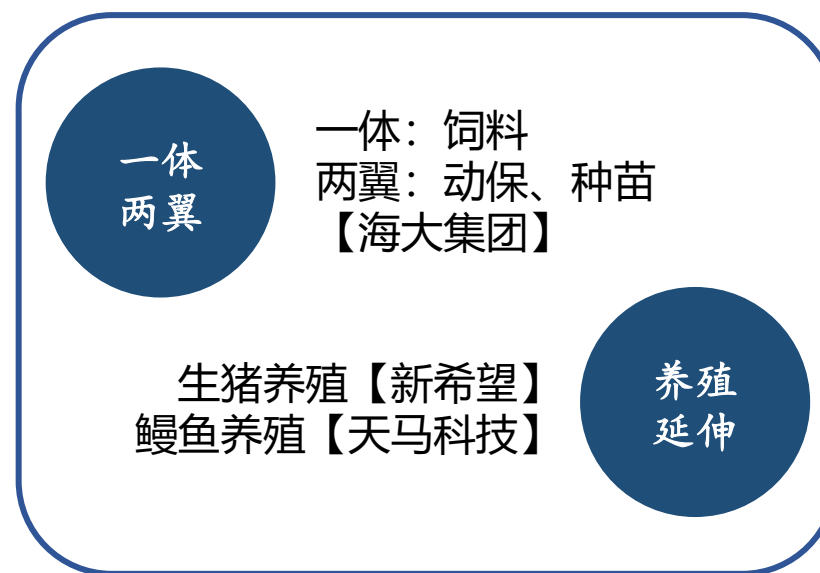 一体
两翼
一体：饲料
两翼：动保、种苗
【海大集团】
生猪养殖【新希望】
鳗鱼养殖【天马科技】
养殖
延伸